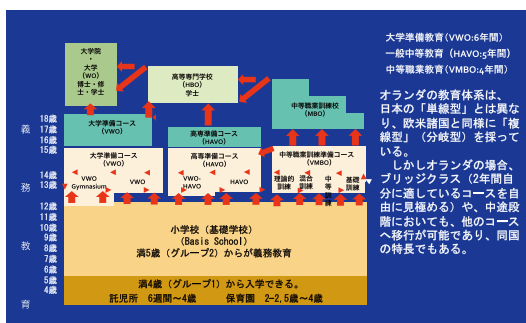 大学準備教育(VWO:6年間)
一般中等教育(HAVO:5年間)
中等職業教育(VMBO:4年間)
オランダの教育体系は、
日本の「単線型」とは異な
り、欧米諸国と同様に「複
線型」(分岐型)を採って
いる。
しかしオランダの場合、
ブリッジクラス(2年間自
分に適しているコースを自
由に見極める)や、中途段
階においても、他のコース
へ移行が可能であり、同国
の特長でもある。
大学院
・
大学
(WO)
博士・修
士・学士
高等専門学校
(HBO)
学士
中等職業訓練校
(MBO)
大学準備コース
(VWO)
高進準備コース
(HAVO)
大学準備コース
(VWO)
高専準備コース
(HAVO)
中等職業訓練準備コース
(VMBO)
VWO
Gymnasium
VWO
VWO-
HAVO
HAVO
理論的
訓練
混合
訓練
中
等
訓
練
基礎
訓練
小学校(基礎学校)
(Basis School)
満5歳(グループ2)からが義務教育
満4歳(グループ1)から入学できる。
託児所 6週間〜4歳 保育園 2−2,5歳〜4歳
義
務
教
育
18歳
17歳
16歳
15歳
14歳
13歳
12歳
11歳
10歳
9歳
8歳
7歳
6歳
5歳
4歳